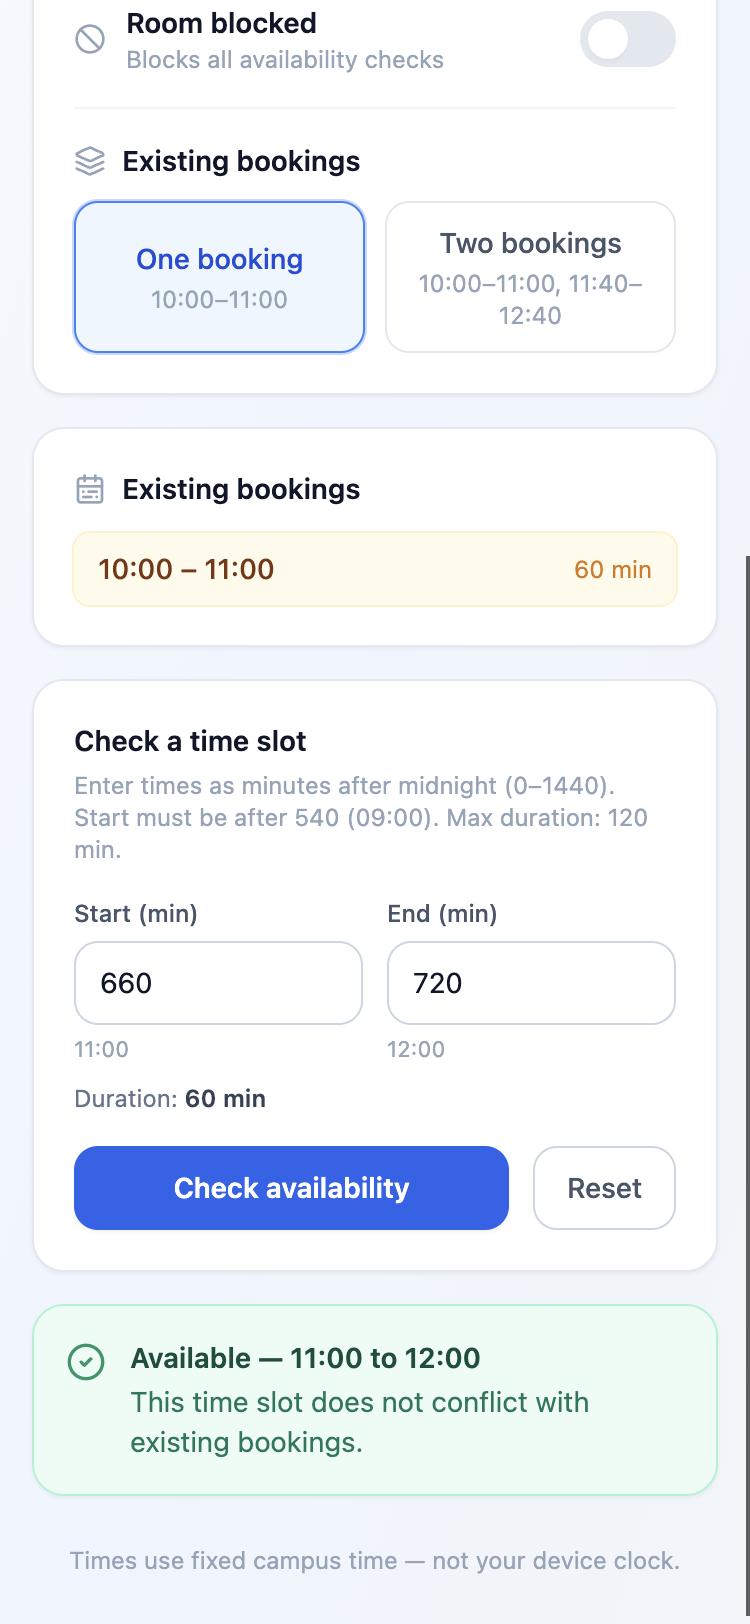 Room blocked
Blocks all availability checks
Existing bookings
One booking
10:00–11:00
Two bookings
10:00–11:00, 11:40–
12:40
Existing bookings
10:00 – 11:00
60 min
Check a time slot
Enter times as minutes after midnight (0–1440).
Start must be after 540 (09:00). Max duration: 120
min.
Start (min)
End (min)
660
720
11:00
12:00
Duration: 60 min
Check availability
Reset
Available — 11:00 to 12:00
This time slot does not conflict with
existing bookings.
Times use fixed campus time — not your device clock.